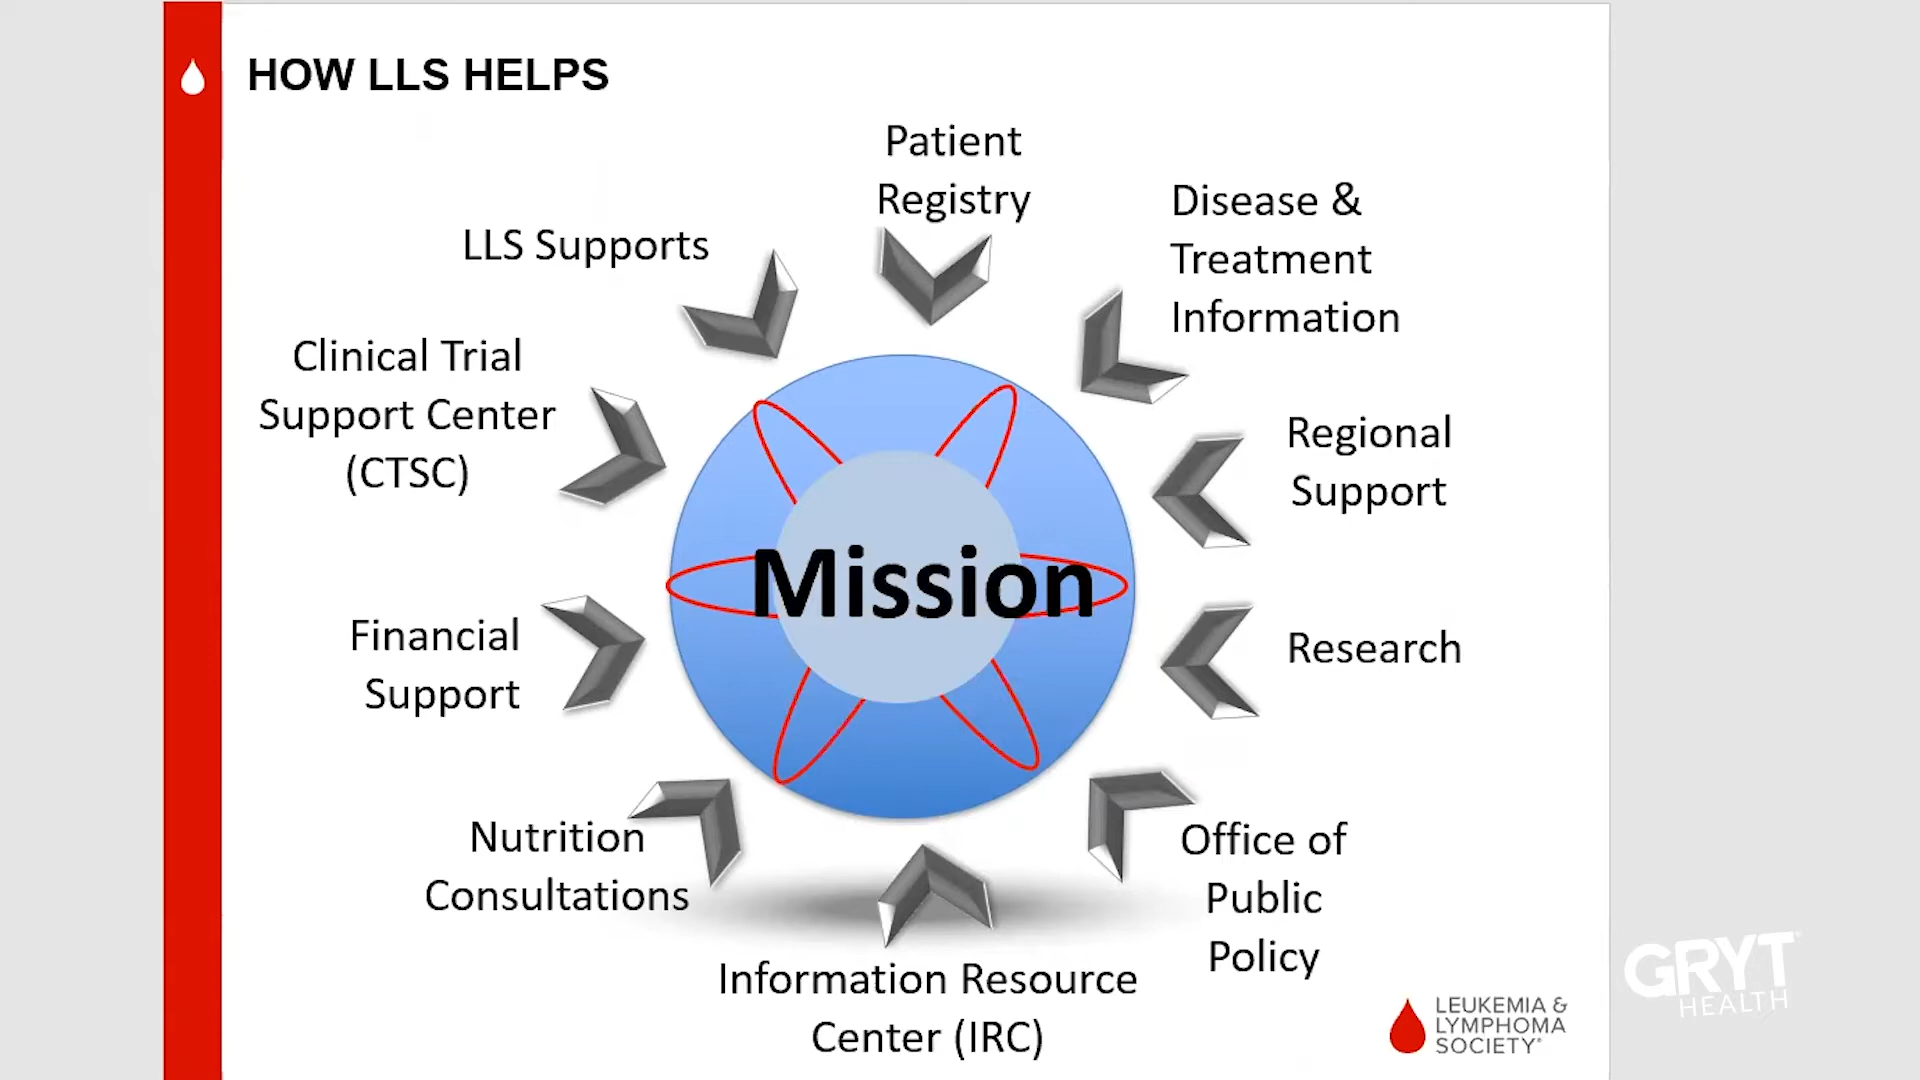 HOW LLS HELPS
Patient
Registry
Disease &
Treatment
Information
LLS Supports
Clinical Trial
Support Center
(CTSC)
Regional
Support
Mission
Financial
Support
Research
Nutrition
Consultations
Office of
Public
Policy
Information Resource
Center (IRC)
LEUKEMIA &
LYMPHOMA
SOCIETY®
GRYT®
HEALTH